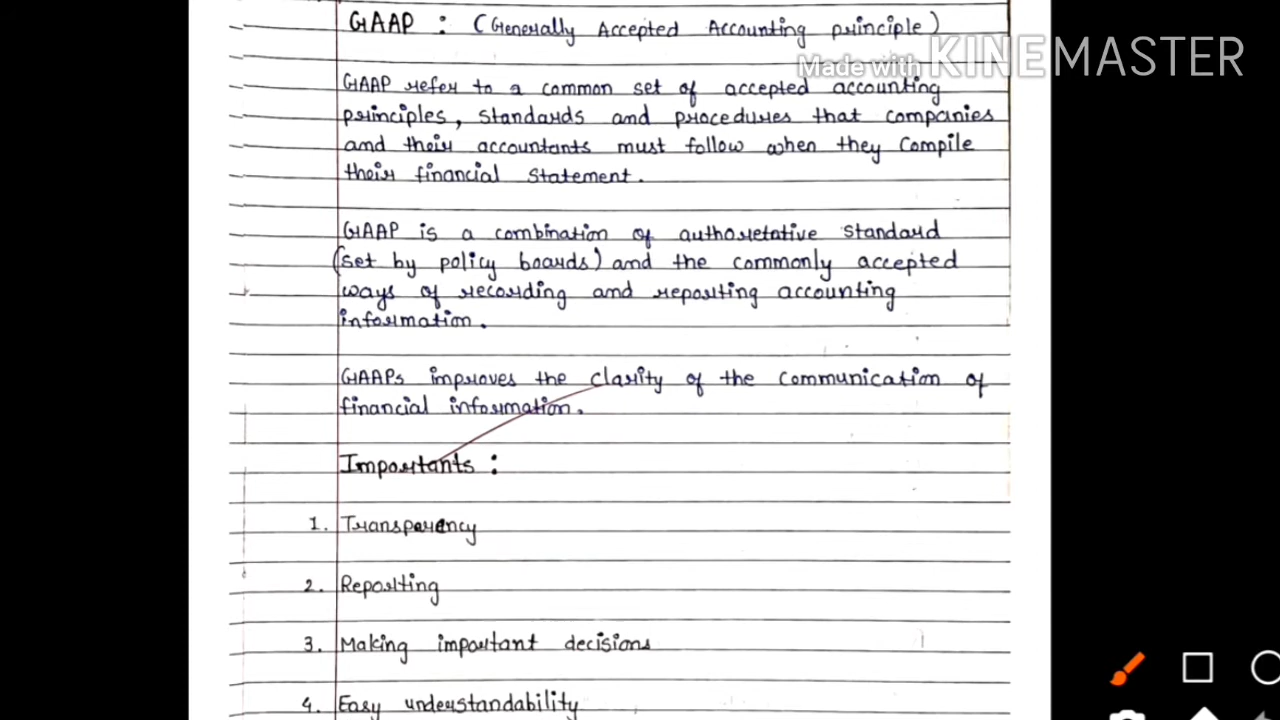 GAAP : (Generally Accepted Accounting principle)
Made with KINEMASTER
GAAP refer to a common set of accepted accounting
principles, standards and procedures that companies
and their accountants must follow when they compile
their financial statement.
GAAP is a combination of authoretative standard
(set by policy boards) and the commonly accepted
ways of recording and reporting accounting
information.
GAAPs improves the clarity of the communication of
financial information.
Importants :
1. Transparency
2. Reporting
3. Making important decisions
4. Easy understandability